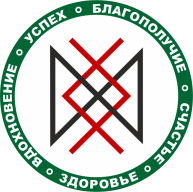 УСПЕХ
БЛАГОПОЛУЧИЕ
СЧАСТЬЕ
ЗДОРОВЬЕ
ВДОХНОВЕНИЕ